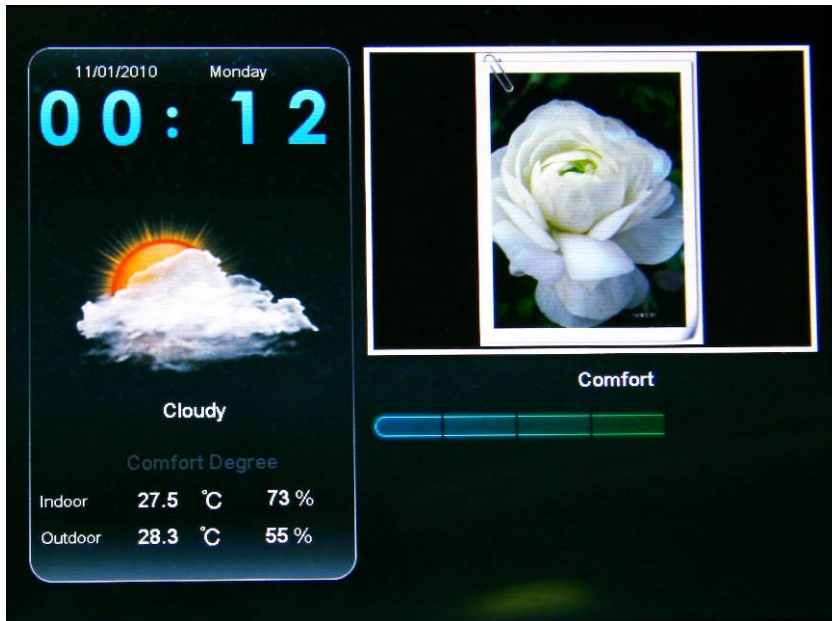 11/01/2010 Monday
00: 12
Cloudy
Comfort Degree
Indoor 27.5 ℃ 73 %
Outdoor 28.3 ℃ 55 %
Comfort